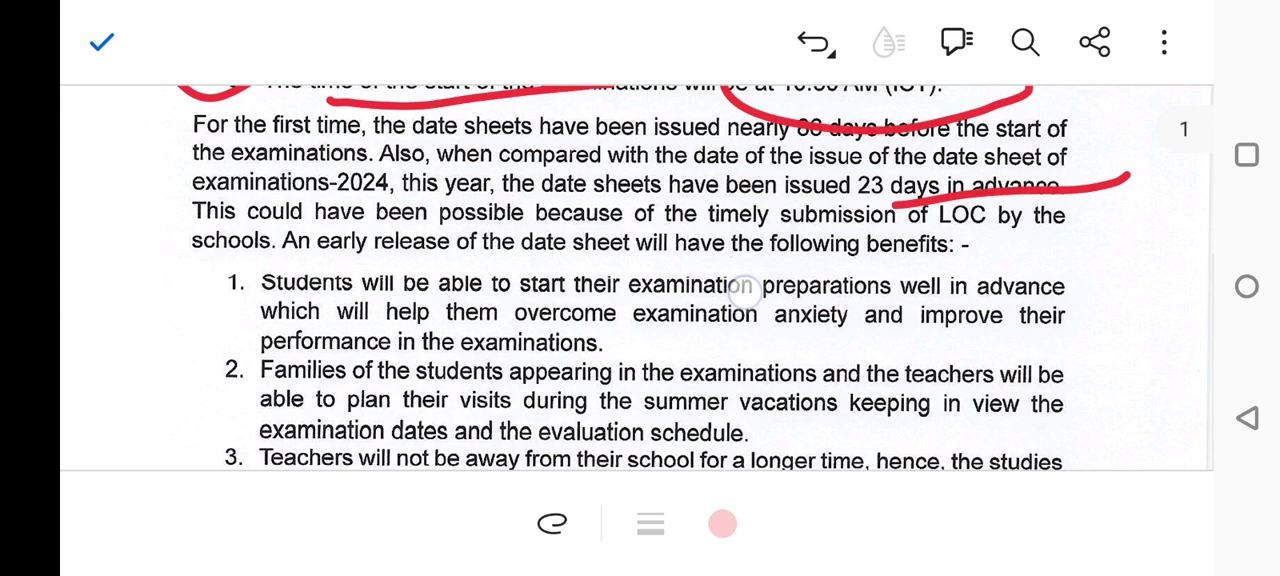 For the first time, the date sheets have been issued nearly 86 days before the start of
the examinations. Also, when compared with the date of the issue of the date sheet of
examinations-2024, this year, the date sheets have been issued 23 days in advance.
This could have been possible because of the timely submission of LOC by the
schools. An early release of the date sheet will have the following benefits: -
1. Students will be able to start their examination preparations well in advance
which will help them overcome examination anxiety and improve their
performance in the examinations.
2. Families of the students appearing in the examinations and the teachers will be
able to plan their visits during the summer vacations keeping in view the
examination dates and the evaluation schedule.
3. Teachers will not be away from their school for a longer time, hence, the studies
1